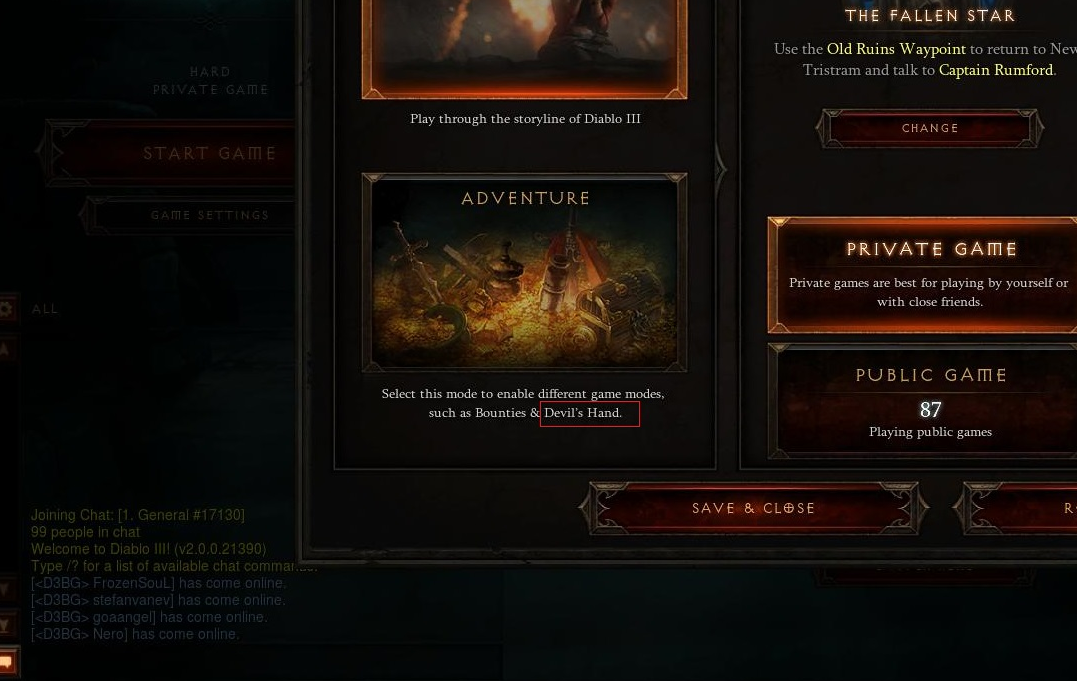 HARD
PRIVATE GAME
START GAME
GAME SETTINGS
ALL
Play through the storyline of Diablo III
ADVENTURE
Select this mode to enable different game modes,
such as Bounties & Devil's Hand.
THE FALLEN STAR
Use the Old Ruins Waypoint to return to New
Tristram and talk to Captain Rumford.
CHANGE
PRIVATE GAME
Private games are best for playing by yourself or
with close friends.
PUBLIC GAME
87
Playing public games
SAVE & CLOSE
Joining Chat: [1. General #17130]
99 people in chat
Welcome to Diablo III! (v2.0.0.21390)
Type /? for a list of available chat commands.
[<D3BG> FrozenSouL] has come online.
[<D3BG> stefanvanev] has come online.
[<D3BG> goaangel] has come online.
[<D3BG> Nero] has come online.